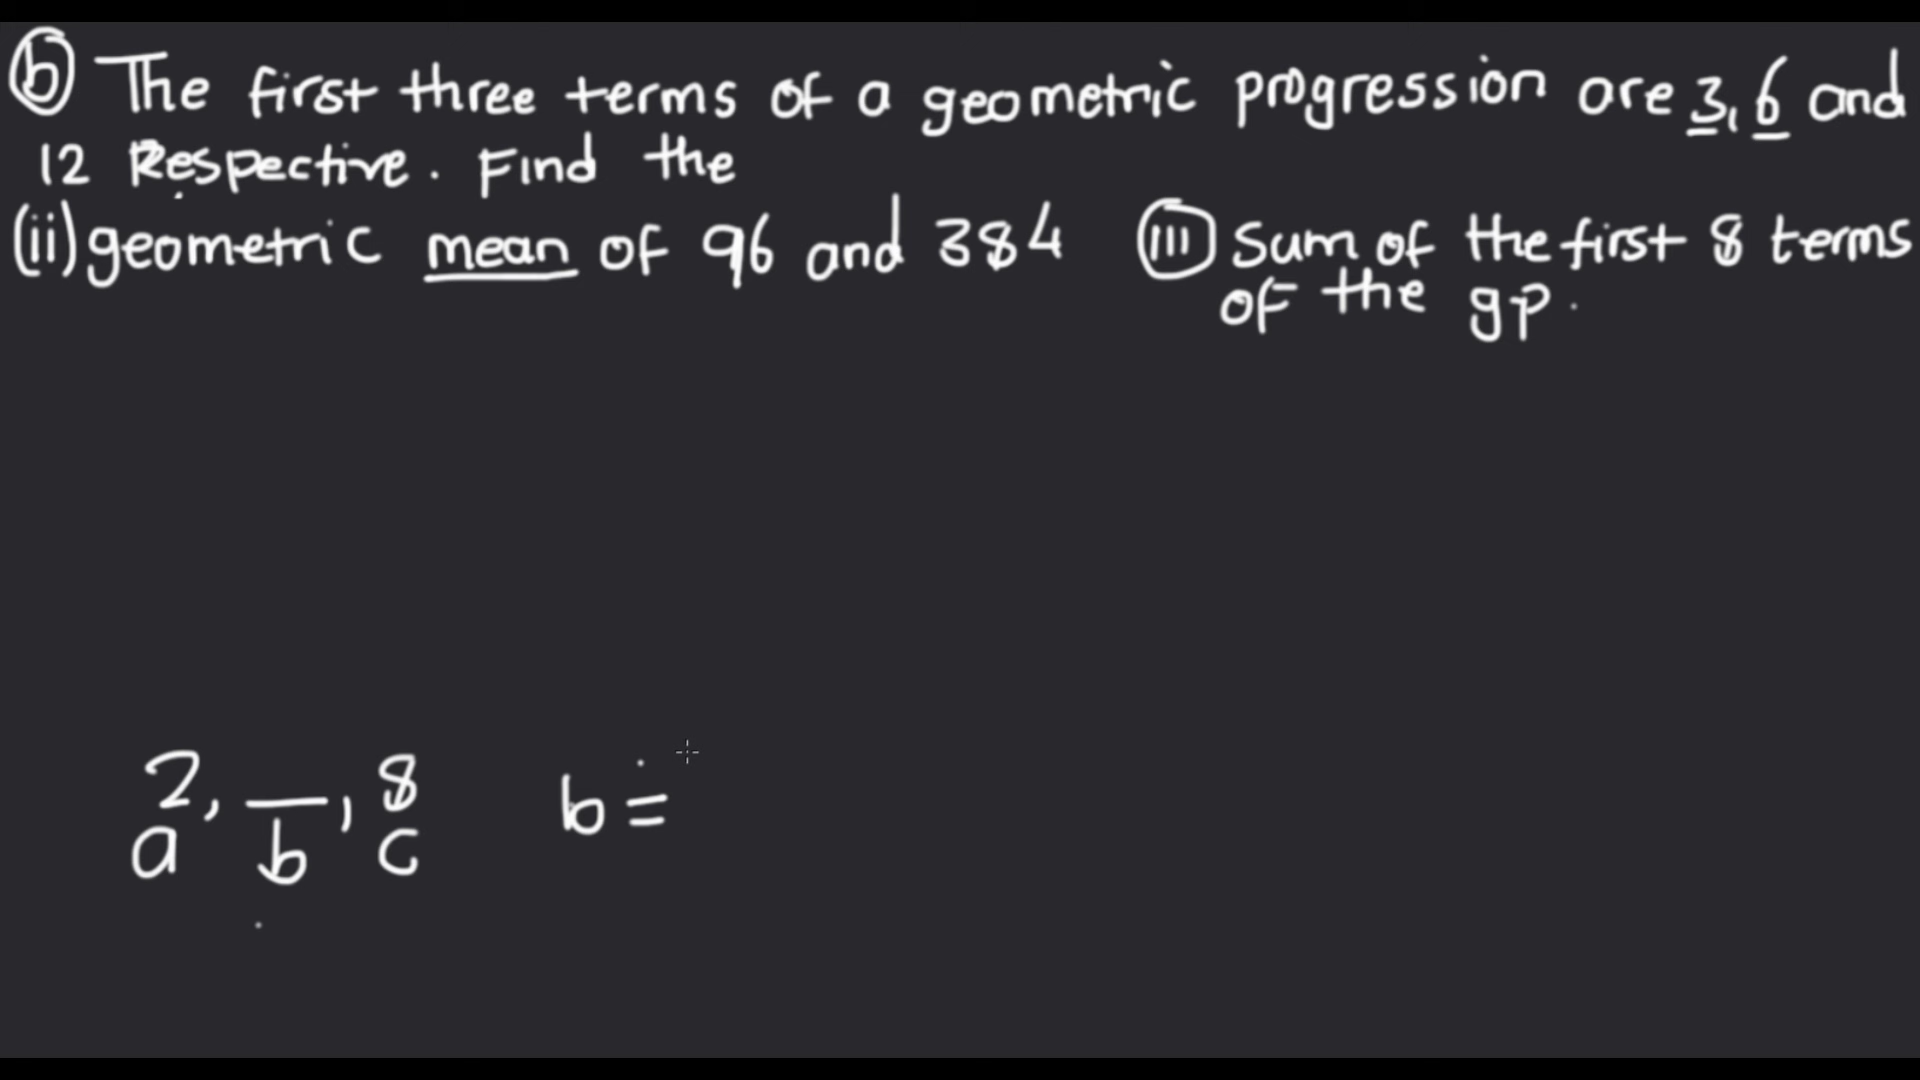 b The first three terms of a geometric progression are 3, 6 and
12 Respective. Find the
(ii) geometric mean of 96 and 384 (iii) Sum of the first 8 terms
of the gp.
2, __, 8 b =
a b c